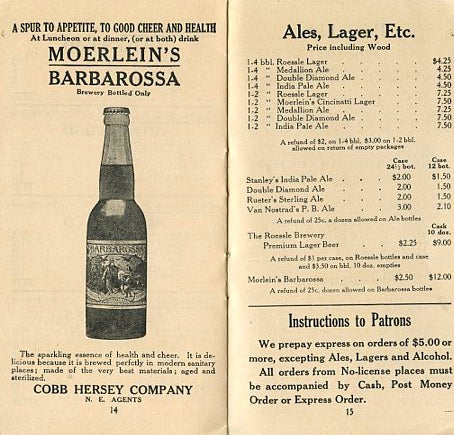 A SPUR TO APPETITE, TO GOOD CHEER AND HEALTH
At Luncheon or at dinner, (or at both) drink
MOERLEIN'S
BARBAROSSA
Brewery Bottled Only
BARBAROSSA
The sparkling essence of health and cheer. It is de-
licious because it is brewed perfctly in modern sanitary
places; made of the very best materials; aged and
sterilized.
COBB HERSEY COMPANY
N. E. AGENTS
14
Ales, Lager, Etc.
Price including Wood
1-4 bbl. Roessle Lager . . . . $4.25
1-4 " Medallion Ale . . . . 4.25
1-4 " Double Diamond Ale . . . 4.50
1-4 " India Pale Ale . . . . 4.50
1-2 " Roessle Lager . . . . 7.25
1-2 " Moerlein's Cincinatti Lager . . 7.50
1-2 " Medallion Ale . . . . 7.25
1-2 " Double Diamond Ale . . . 7.50
1-2 " India Pale Ale . . . . 7.50
A refund of $2, on 1-4 bbl. $3.00 on 1-2 bbl.
allowed on return of empty packages
Case Case
24½ bot. 12 bot.
Stanley's India Pale Ale . . $2.00 $1.50
Double Diamond Ale . . . 2.00 1.50
Rueter's Sterling Ale . . . 2.00 1.50
Van Nostrad's P. B. Ale . . 3.00 2.10
A refund of 25c. a dozen allowed on Ale bottles
Cask
The Roessle Brewery 10 doz.
Premium Lager Beer . . $2.25 $9.00
A refund of $1 per case, on Roessle bottles and case
and $3.50 on bbl. 10 doz. empties
Morlein's Barbarossa . . $2.50 $12.00
A refund of 25c. dozen allowed on Barbarossa bottles
Instructions to Patrons
We prepay express on orders of $5.00 or
more, excepting Ales, Lagers and Alcohol.
All orders from No-license places must
be accompanied by Cash, Post Money
Order or Express Order.
15